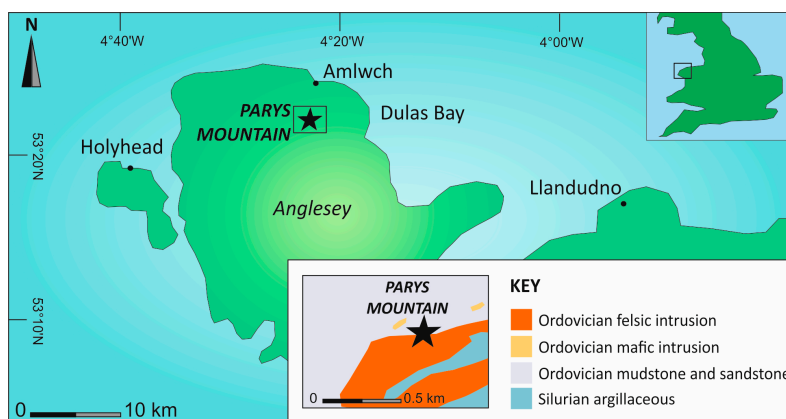 N
4°40'W
4°20'W
4°00'W
Amlwch
PARYS
MOUNTAIN
Dulas Bay
Holyhead
53°20'N
Llandudno
Anglesey
53°10'N
PARYS
MOUNTAIN
KEY
Ordovician felsic intrusion
Ordovician mafic intrusion
Ordovician mudstone and sandstone
Silurian argillaceous
0 0.5 km
0 10 km